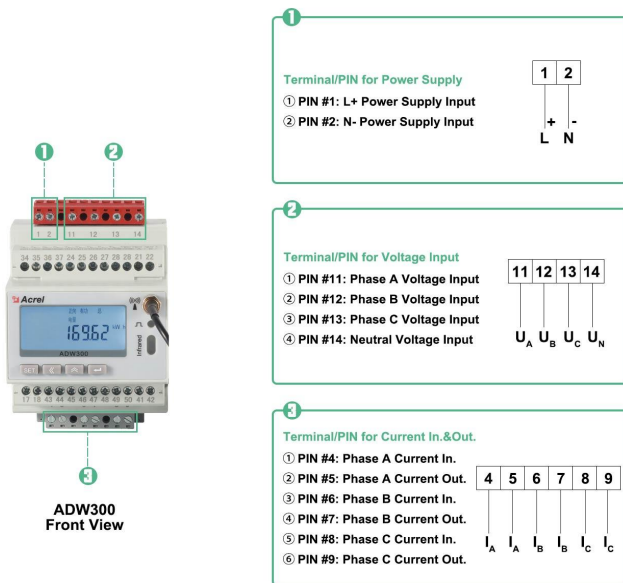 1
2
1 2 11 12 13 14
34 35 36 37 24 25 26 27 28 29 21 22
Acrel
16962 kW h
Infrared
ADW300
SET
17 18 43 44 45 46 47 48 49 50 41 42
3
ADW300
Front View
1
Terminal/PIN for Power Supply
① PIN #1: L+ Power Supply Input
② PIN #2: N- Power Supply Input
1 2
+ -
L N
2
Terminal/PIN for Voltage Input
① PIN #11: Phase A Voltage Input
② PIN #12: Phase B Voltage Input
③ PIN #13: Phase C Voltage Input
④ PIN #14: Neutral Voltage Input
11 12 13 14
UA UB UC UN
3
Terminal/PIN for Current In.&Out.
① PIN #4: Phase A Current In.
② PIN #5: Phase A Current Out.
③ PIN #6: Phase B Current In.
④ PIN #7: Phase B Current Out.
⑤ PIN #8: Phase C Current In.
⑥ PIN #9: Phase C Current Out.
4 5 6 7 8 9
IA IA IB IB IC IC